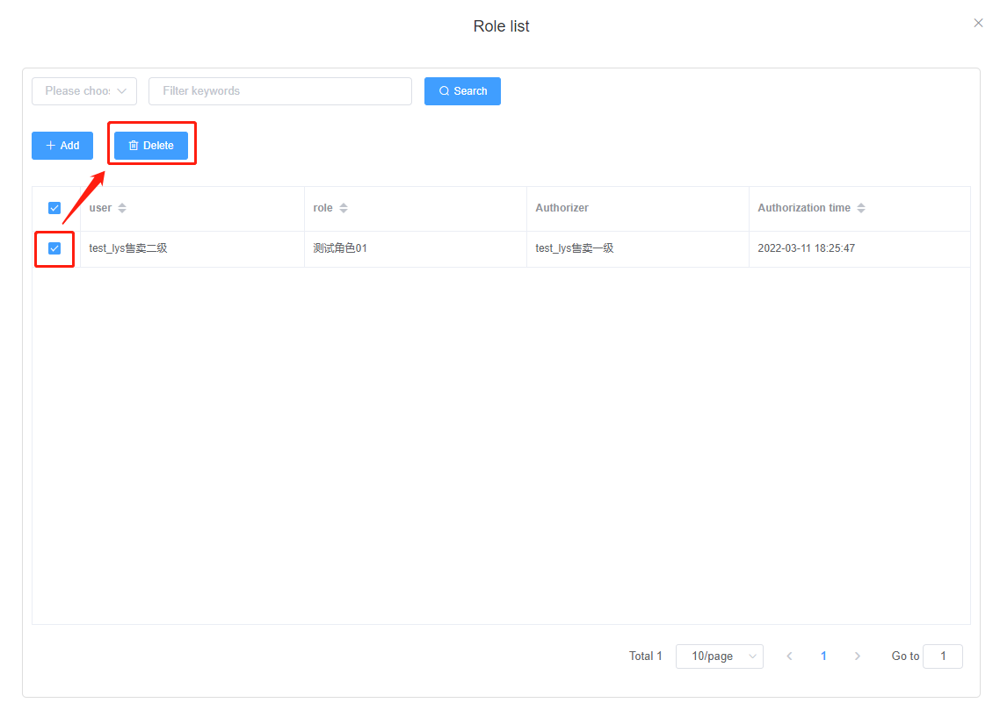 Role list
Please choo
Filter keywords
Search
Add
Delete
user
role
Authorizer
Authorization time
test_lys售卖二级
测试角色01
test_lys售卖一级
2022-03-11 18:25:47
Total 1
10/page
1
Go to
1